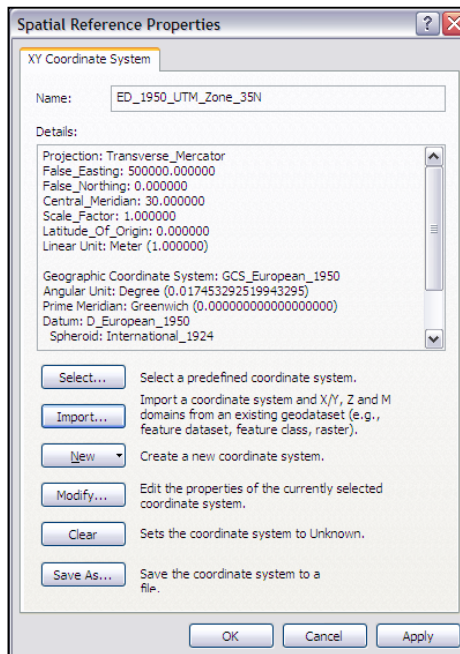 Spatial Reference Properties
XY Coordinate System
Name: ED_1950_UTM_Zone_35N
Details:
Projection: Transverse_Mercator
False_Easting: 500000.000000
False_Northing: 0.000000
Central_Meridian: 30.000000
Scale_Factor: 1.000000
Latitude_Of_Origin: 0.000000
Linear Unit: Meter (1.000000)
Geographic Coordinate System: GCS_European_1950
Angular Unit: Degree (0.017453292519943295)
Prime Meridian: Greenwich (0.000000000000000000)
Datum: D_European_1950
Spheroid: International_1924
Select... Select a predefined coordinate system.
Import... Import a coordinate system and X/Y, Z and M
domains from an existing geodataset (e.g.,
feature dataset, feature class, raster).
New Create a new coordinate system.
Modify... Edit the properties of the currently selected
coordinate system.
Clear Sets the coordinate system to Unknown.
Save As... Save the coordinate system to a
file.
OK Cancel Apply